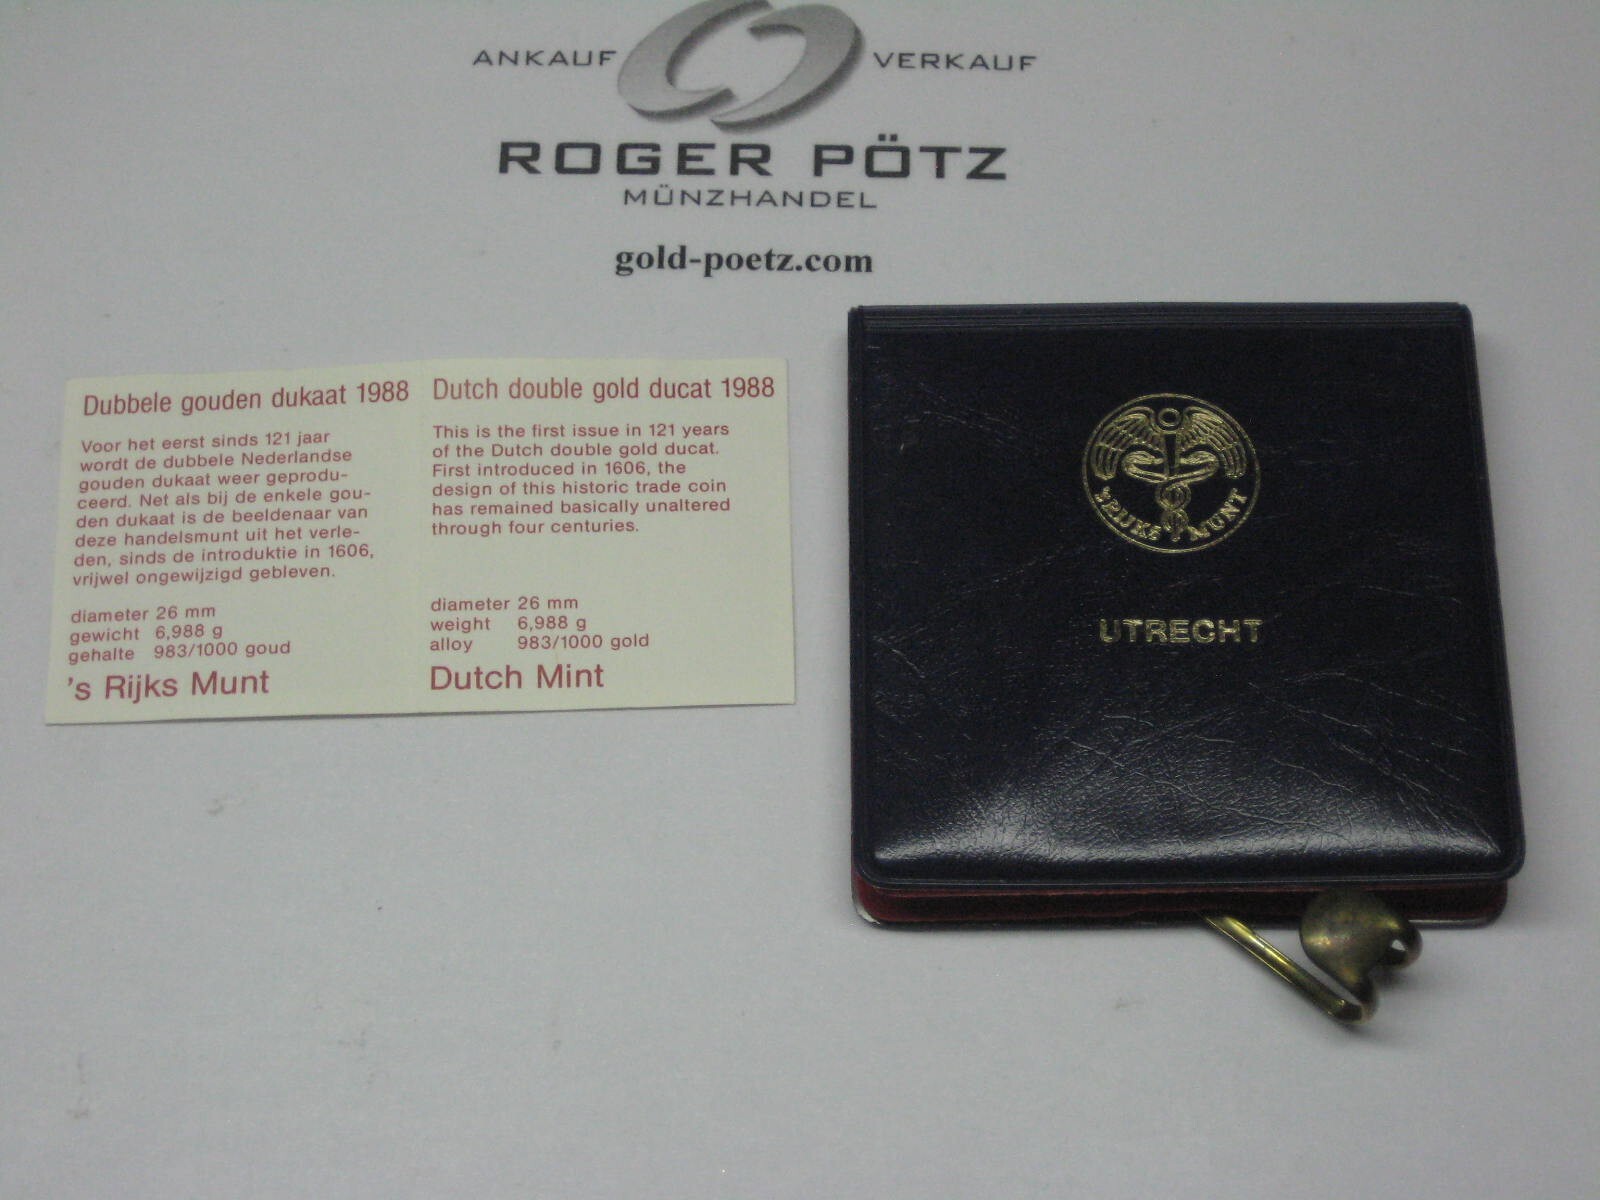 ANKAUF VERKAUF
ROGER PÖTZ
MÜNZHANDEL
gold-poetz.com
Dubbele gouden dukaat 1988
Voor het eerst sinds 121 jaar
wordt de dubbele Nederlandse
gouden dukaat weer geprodu-
ceerd. Net als bij de enkele gou-
den dukaat is de beeldenaar van
deze handelsmunt uit het verle-
den, sinds de introduktie in 1606,
vrijwel ongewijzigd gebleven.
diameter 26 mm
gewicht 6,988 g
gehalte 983/1000 goud
's Rijks Munt
Dutch double gold ducat 1988
This is the first issue in 121 years
of the Dutch double gold ducat.
First introduced in 1606, the
design of this historic trade coin
has remained basically unaltered
through four centuries.
diameter 26 mm
weight 6,988 g
alloy 983/1000 gold
Dutch Mint
'S RIJKS MUNT
UTRECHT